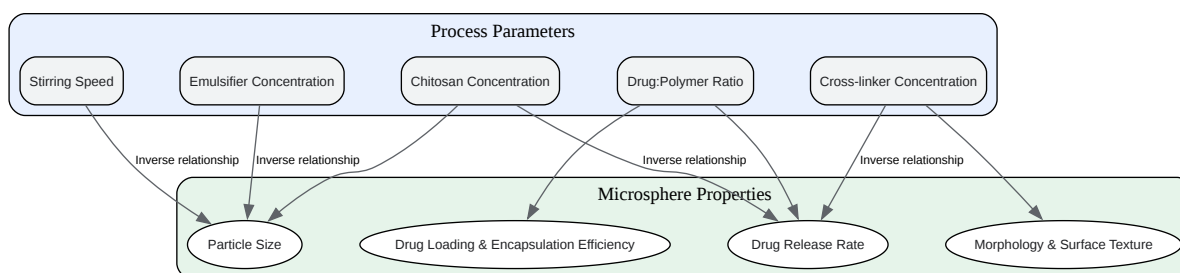 Process Parameters
Stirring Speed
Emulsifier Concentration
Chitosan Concentration
Drug:Polymer Ratio
Cross-linker Concentration
Inverse relationship
Inverse relationship
Inverse relationship
Inverse relationship
Microsphere Properties
Particle Size
Drug Loading & Encapsulation Efficiency
Drug Release Rate
Morphology & Surface Texture